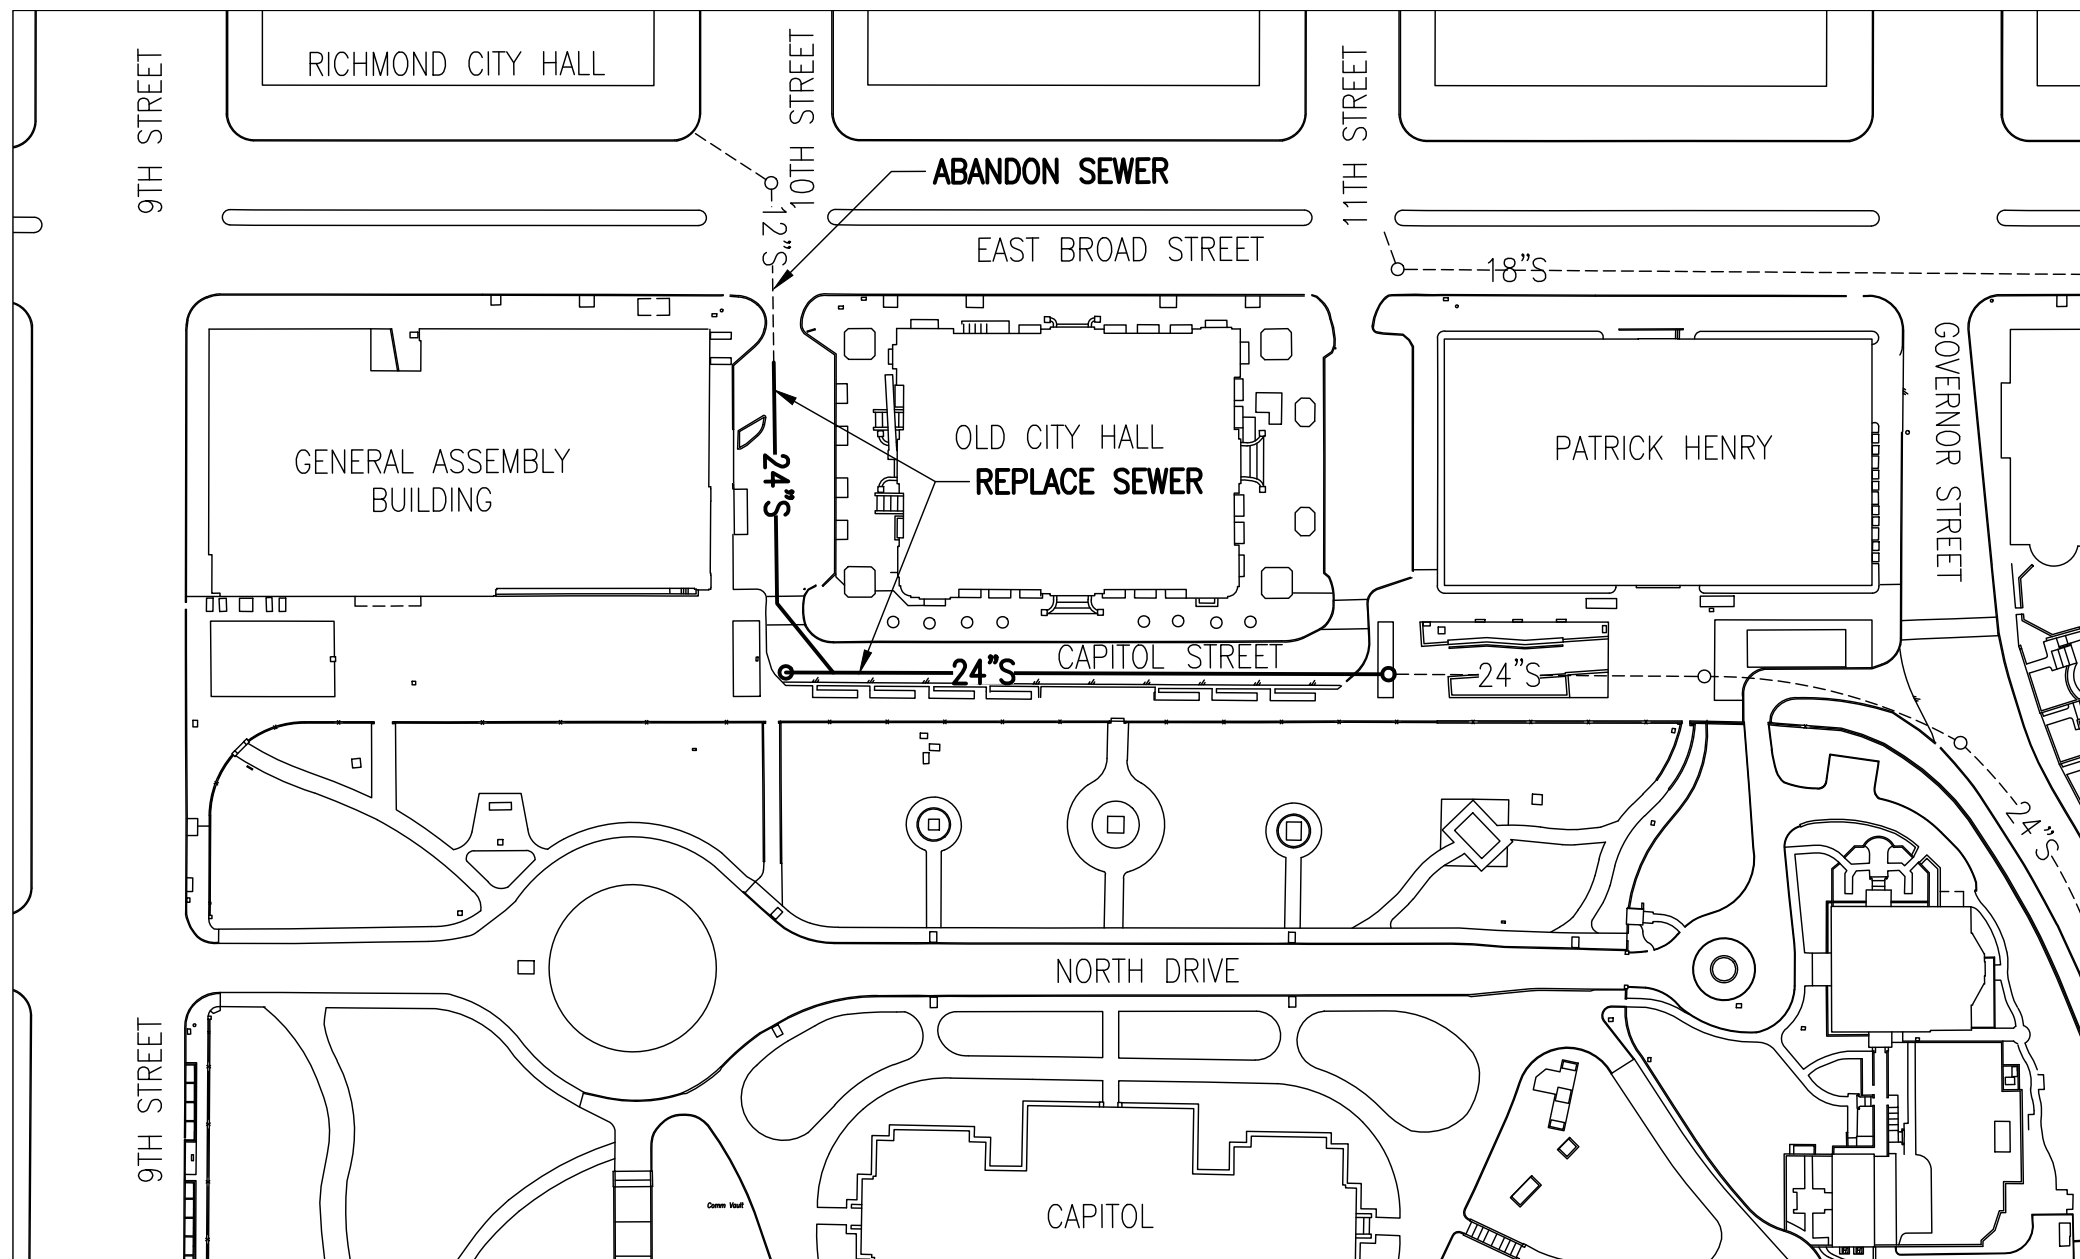 RICHMOND CITY HALL
9TH STREET
10TH STREET
11TH STREET
ABANDON SEWER
12"S
EAST BROAD STREET
18"S
GOVERNOR STREET
GENERAL ASSEMBLY
BUILDING
24"S
OLD CITY HALL
REPLACE SEWER
PATRICK HENRY
CAPITOL STREET
24"S
24"S
24"S
NORTH DRIVE
9TH STREET
Comm Vault
CAPITOL